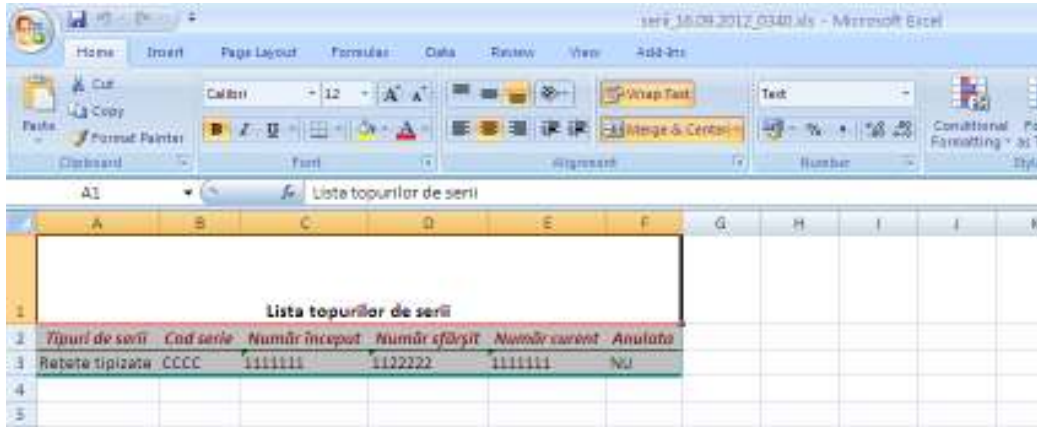 serii_16.09.2012_0340.xls - Microsoft Excel
Home Insert Page Layout Formulas Data Review View Add-Ins
Paste
Cut
Copy
Format Painter
Clipboard
Calibri 12
B I U
Font
Wrap Text
Merge & Center
Alignment
Text
%
Number
Conditional
Formatting
A1 fx Lista topurilor de serii
A B C D E F G H I J K
1 Lista topurilor de serii
2 Tipuri de serii Cod serie Număr început Număr sfârșit Număr curent Anulata
3 Retete tipizate CCCC 1111111 1122222 1111111 NU
4
5